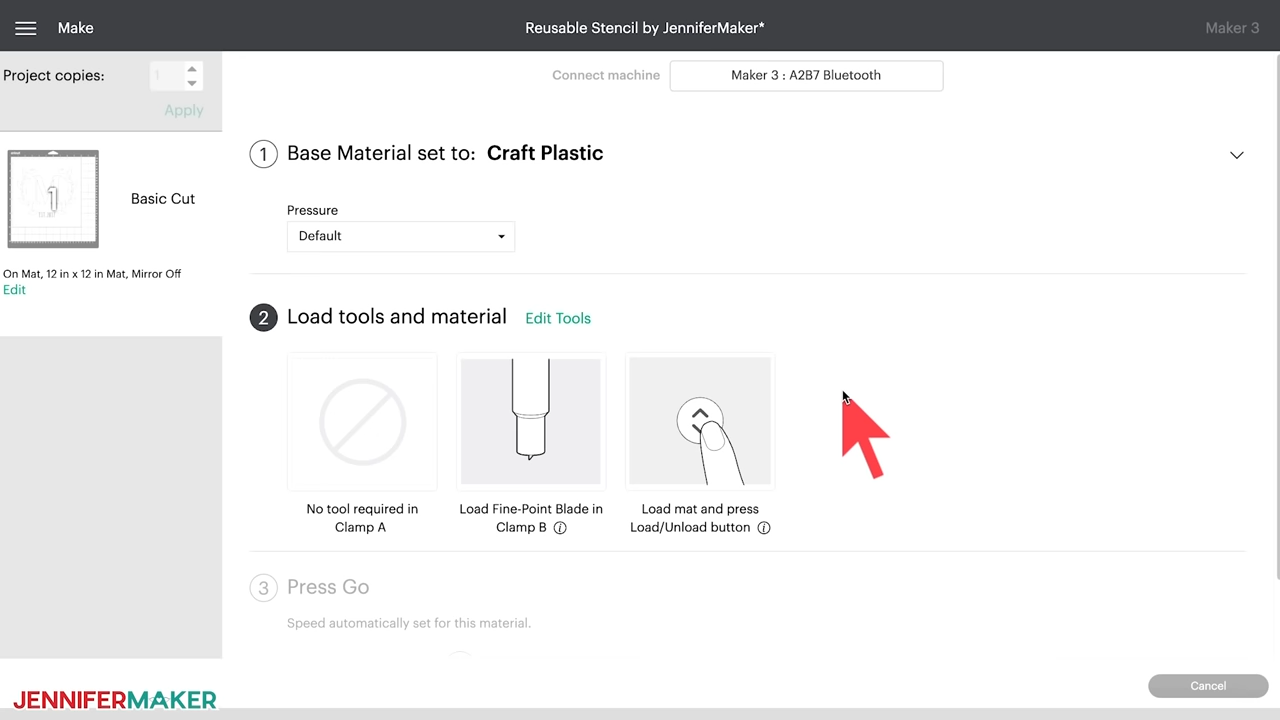 Make
Reusable Stencil by JenniferMaker*
Maker 3
Project copies:
1
Apply
Connect machine
Maker 3 : A2B7 Bluetooth
1 Base Material set to: Craft Plastic
1
Basic Cut
Pressure
Default
On Mat, 12 in x 12 in Mat, Mirror Off
Edit
2 Load tools and material Edit Tools
No tool required in
Clamp A
Load Fine-Point Blade in
Clamp B
Load mat and press
Load/Unload button
3 Press Go
Speed automatically set for this material.
Cancel
JENNIFERMAKER